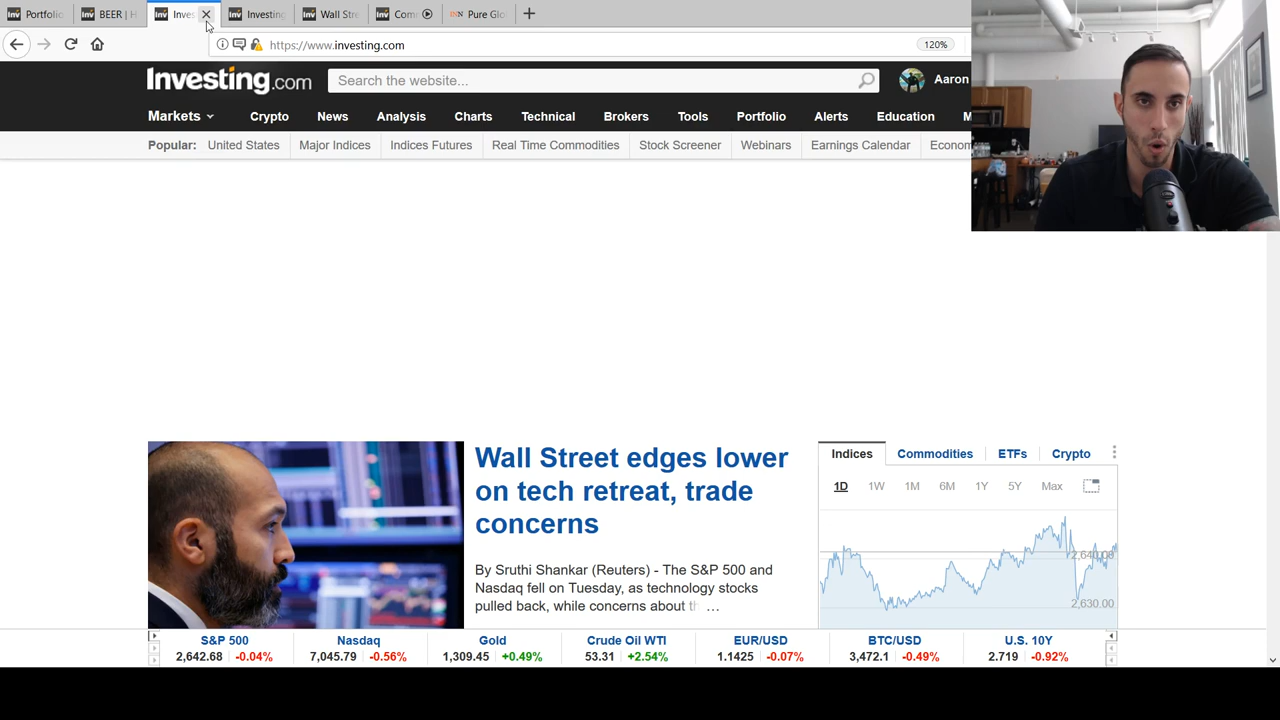 Portfolio BEER | H Inves Investing Wall Stre Com Pure Glo
https://www.investing.com 120%
Investing.com Search the website... Aaron
Markets Crypto News Analysis Charts Technical Brokers Tools Portfolio Alerts Education M
Popular: United States Major Indices Indices Futures Real Time Commodities Stock Screener Webinars Earnings Calendar Econom
Wall Street edges lower
on tech retreat, trade
concerns
By Sruthi Shankar (Reuters) - The S&P 500 and
Nasdaq fell on Tuesday, as technology stocks
pulled back, while concerns about th ...
Indices Commodities ETFs Crypto
1D 1W 1M 6M 1Y 5Y Max
2,640.00
2,630.00
S&P 500 Nasdaq Gold Crude Oil WTI EUR/USD BTC/USD U.S. 10Y
2,642.68 -0.04% 7,045.79 -0.56% 1,309.45 +0.49% 53.31 +2.54% 1.1425 -0.07% 3,472.1 -0.49% 2.719 -0.92%